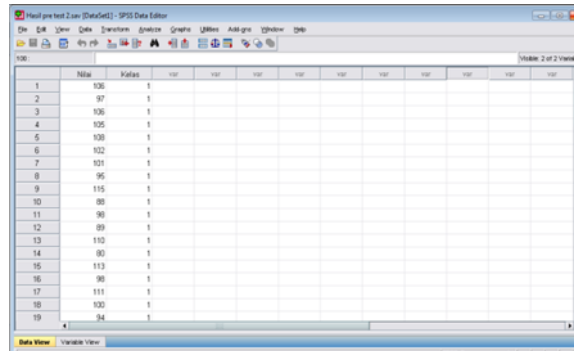 Hasil pre test 2.sav [DataSet1] - SPSS Data Editor
File Edit View Data Transform Analyze Graphs Utilities Add-ons Window Help
100 : Visible: 2 of 2 Varia
Nilai Kelas var var var var var var var var var
1 106 1
2 97 1
3 106 1
4 105 1
5 108 1
6 102 1
7 101 1
8 95 1
9 115 1
10 88 1
11 98 1
12 89 1
13 110 1
14 80 1
15 113 1
16 98 1
17 111 1
18 100 1
19 94 1
Data View Variable View